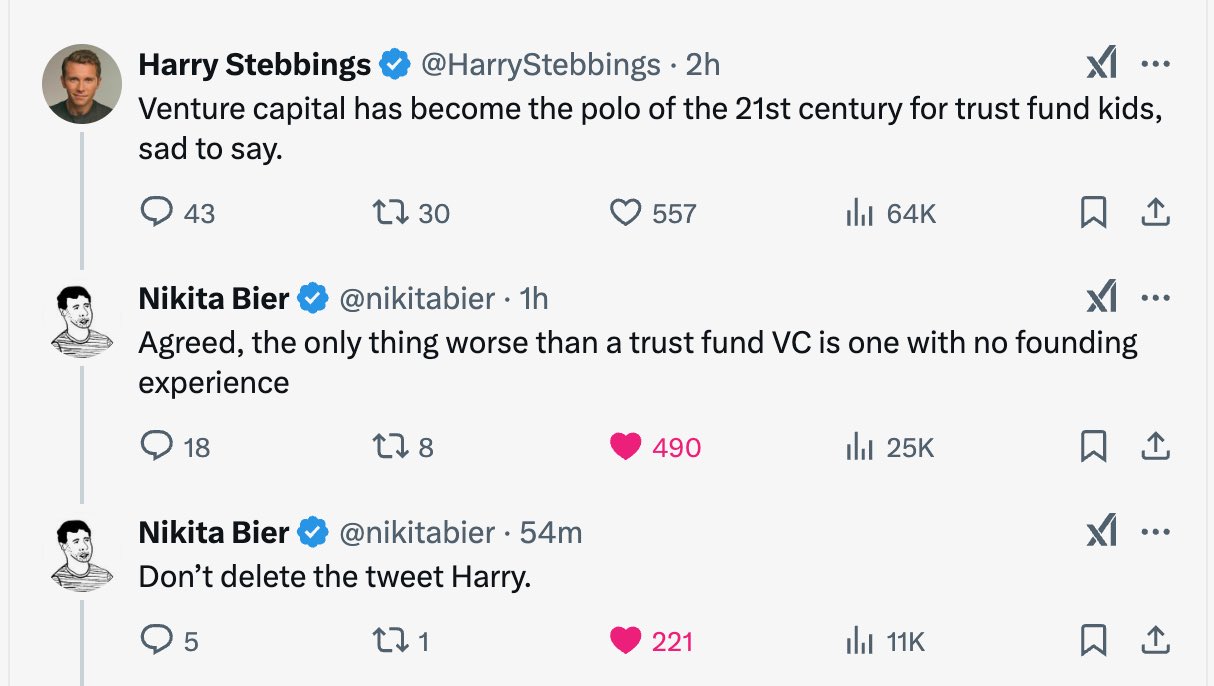 Harry Stebbings @HarryStebbings · 2h
Venture capital has become the polo of the 21st century for trust fund kids,
sad to say.
43 30 557 64K
Nikita Bier @nikitabier · 1h
Agreed, the only thing worse than a trust fund VC is one with no founding
experience
18 8 490 25K
Nikita Bier @nikitabier · 54m
Don’t delete the tweet Harry.
5 1 221 11K